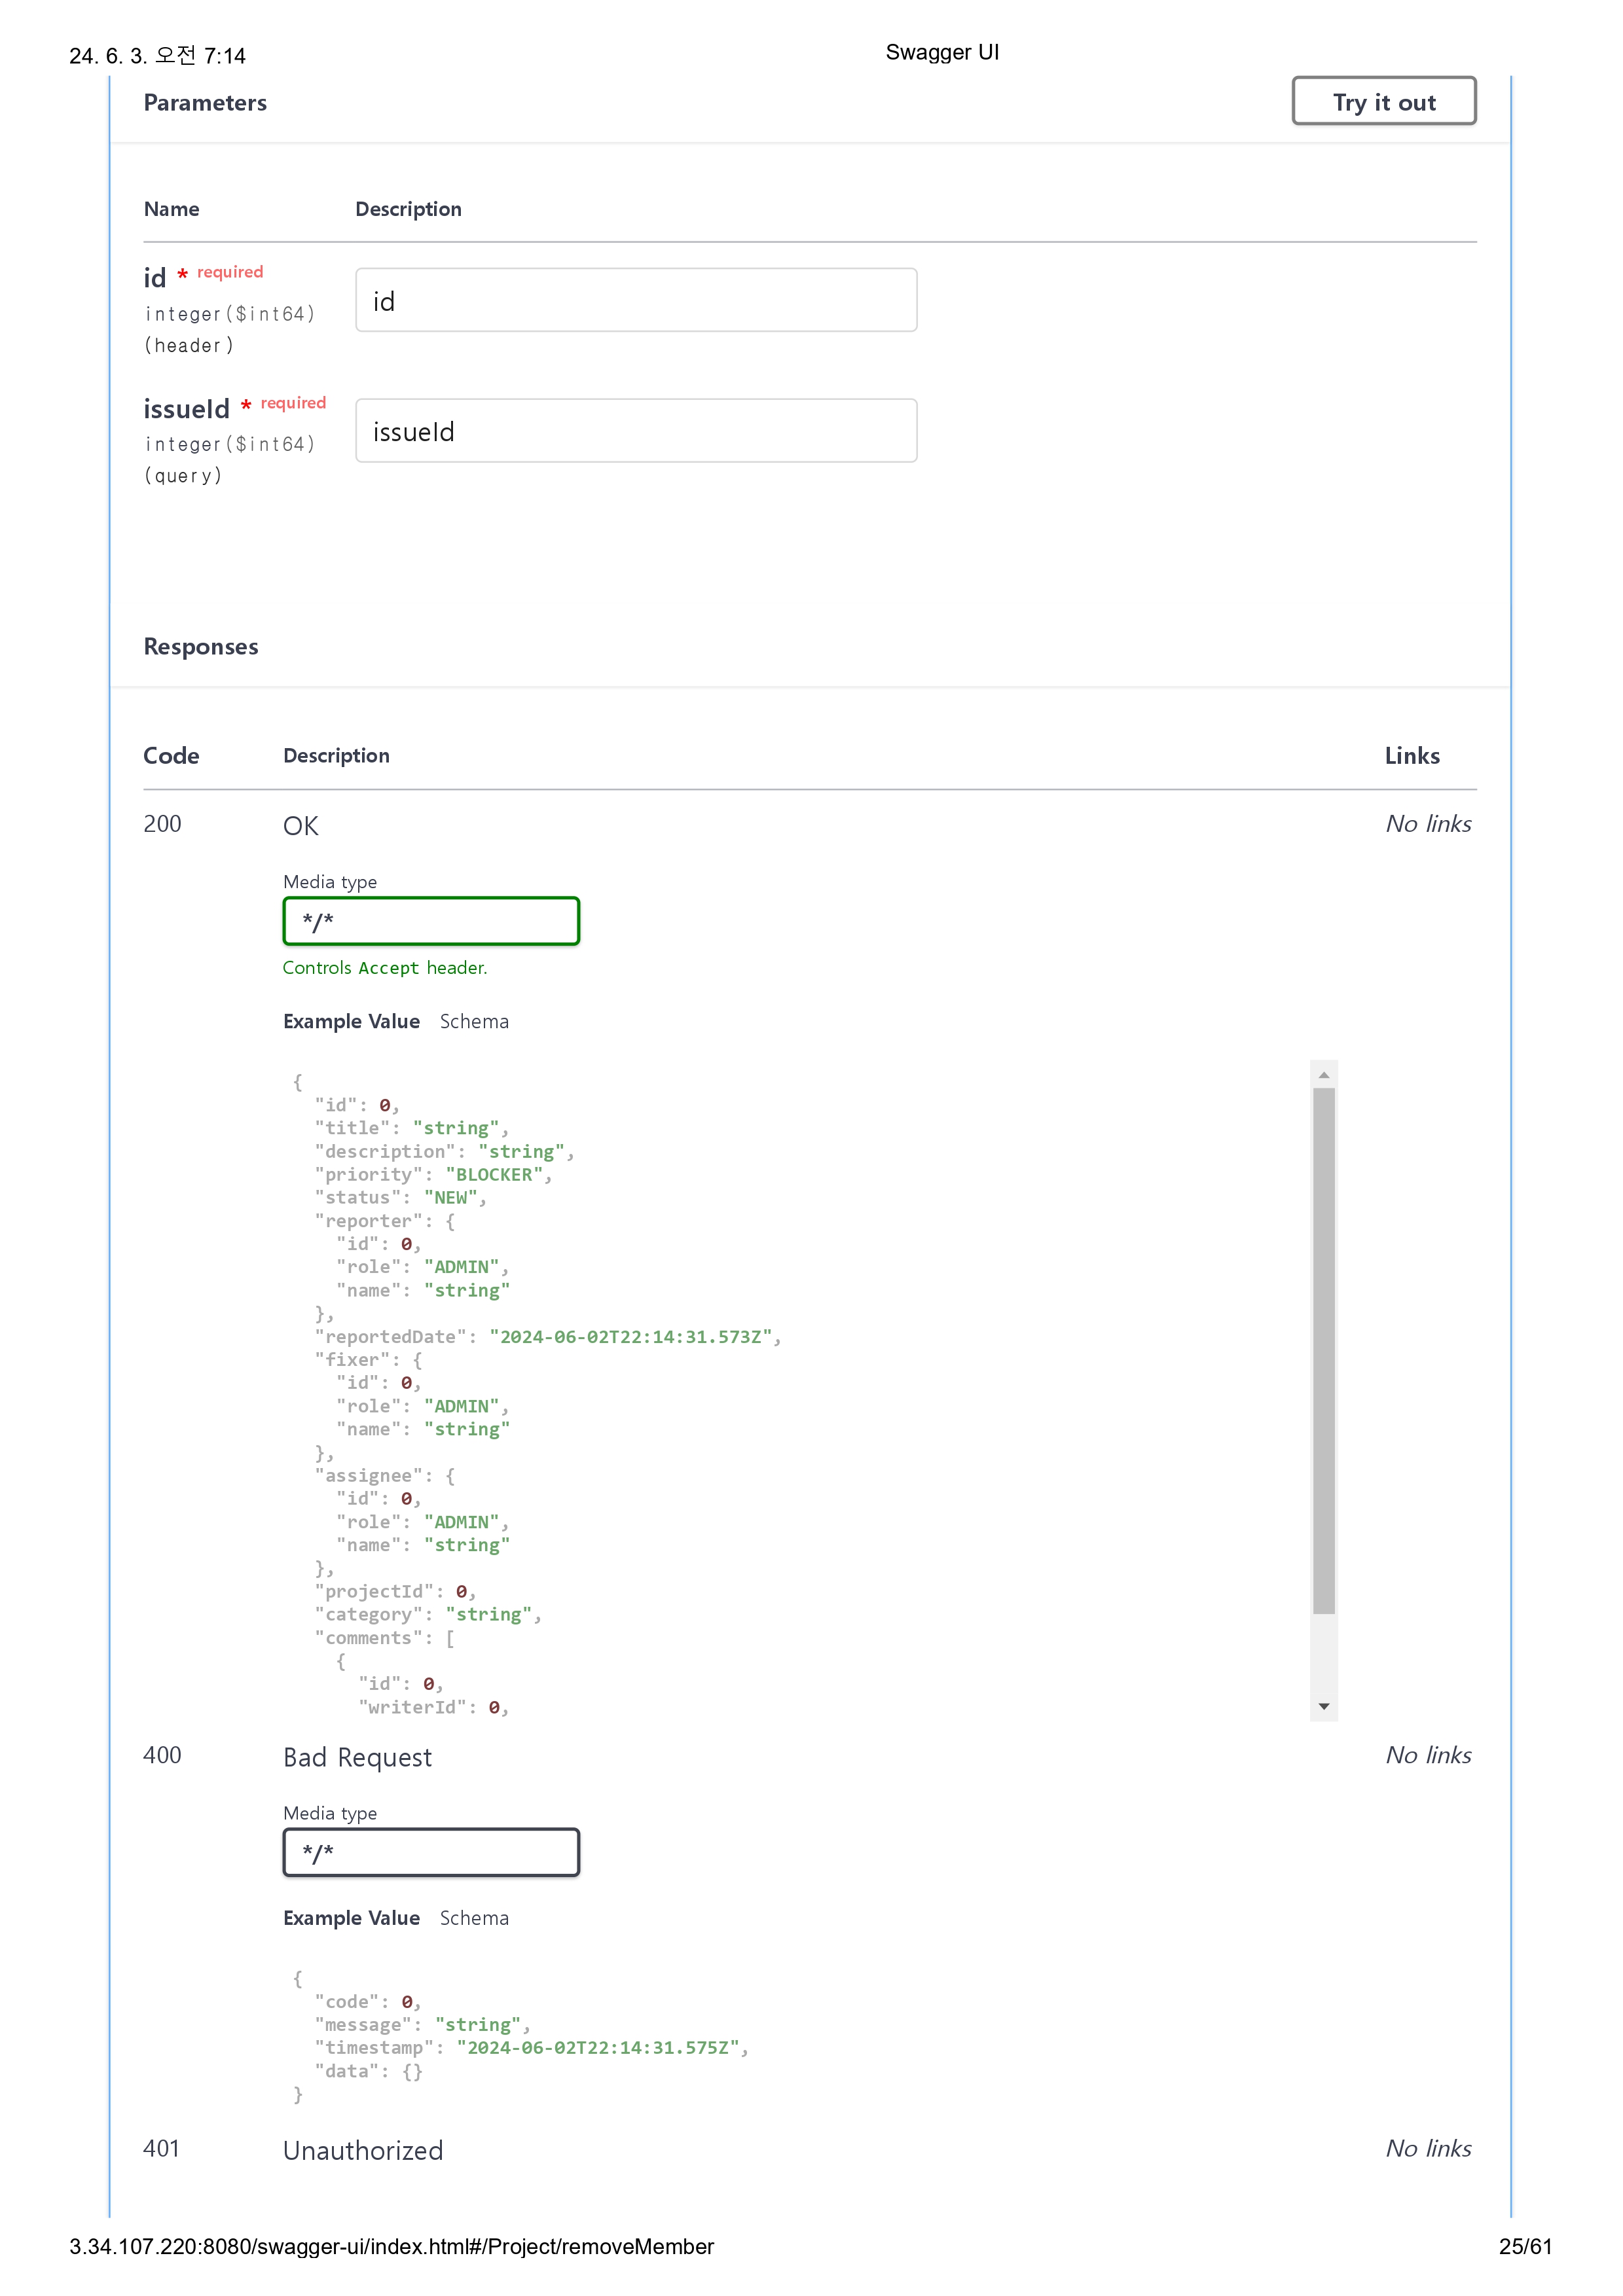 24. 6. 3. 오전 7:14
Swagger UI
Parameters
Try it out
Name Description
id * required
integer($int64)
(header)
id
issueId * required
integer($int64)
(query)
issueId
Responses
Code Description Links
200 OK No links
Media type
*/*
Controls Accept header.
Example Value Schema
{
  "id": 0,
  "title": "string",
  "description": "string",
  "priority": "BLOCKER",
  "status": "NEW",
  "reporter": {
    "id": 0,
    "role": "ADMIN",
    "name": "string"
  },
  "reportedDate": "2024-06-02T22:14:31.573Z",
  "fixer": {
    "id": 0,
    "role": "ADMIN",
    "name": "string"
  },
  "assignee": {
    "id": 0,
    "role": "ADMIN",
    "name": "string"
  },
  "projectId": 0,
  "category": "string",
  "comments": [
    {
      "id": 0,
      "writerId": 0,
400 Bad Request No links
Media type
*/*
Example Value Schema
{
  "code": 0,
  "message": "string",
  "timestamp": "2024-06-02T22:14:31.575Z",
  "data": {}
}
401 Unauthorized No links
3.34.107.220:8080/swagger-ui/index.html#/Project/removeMember
25/61